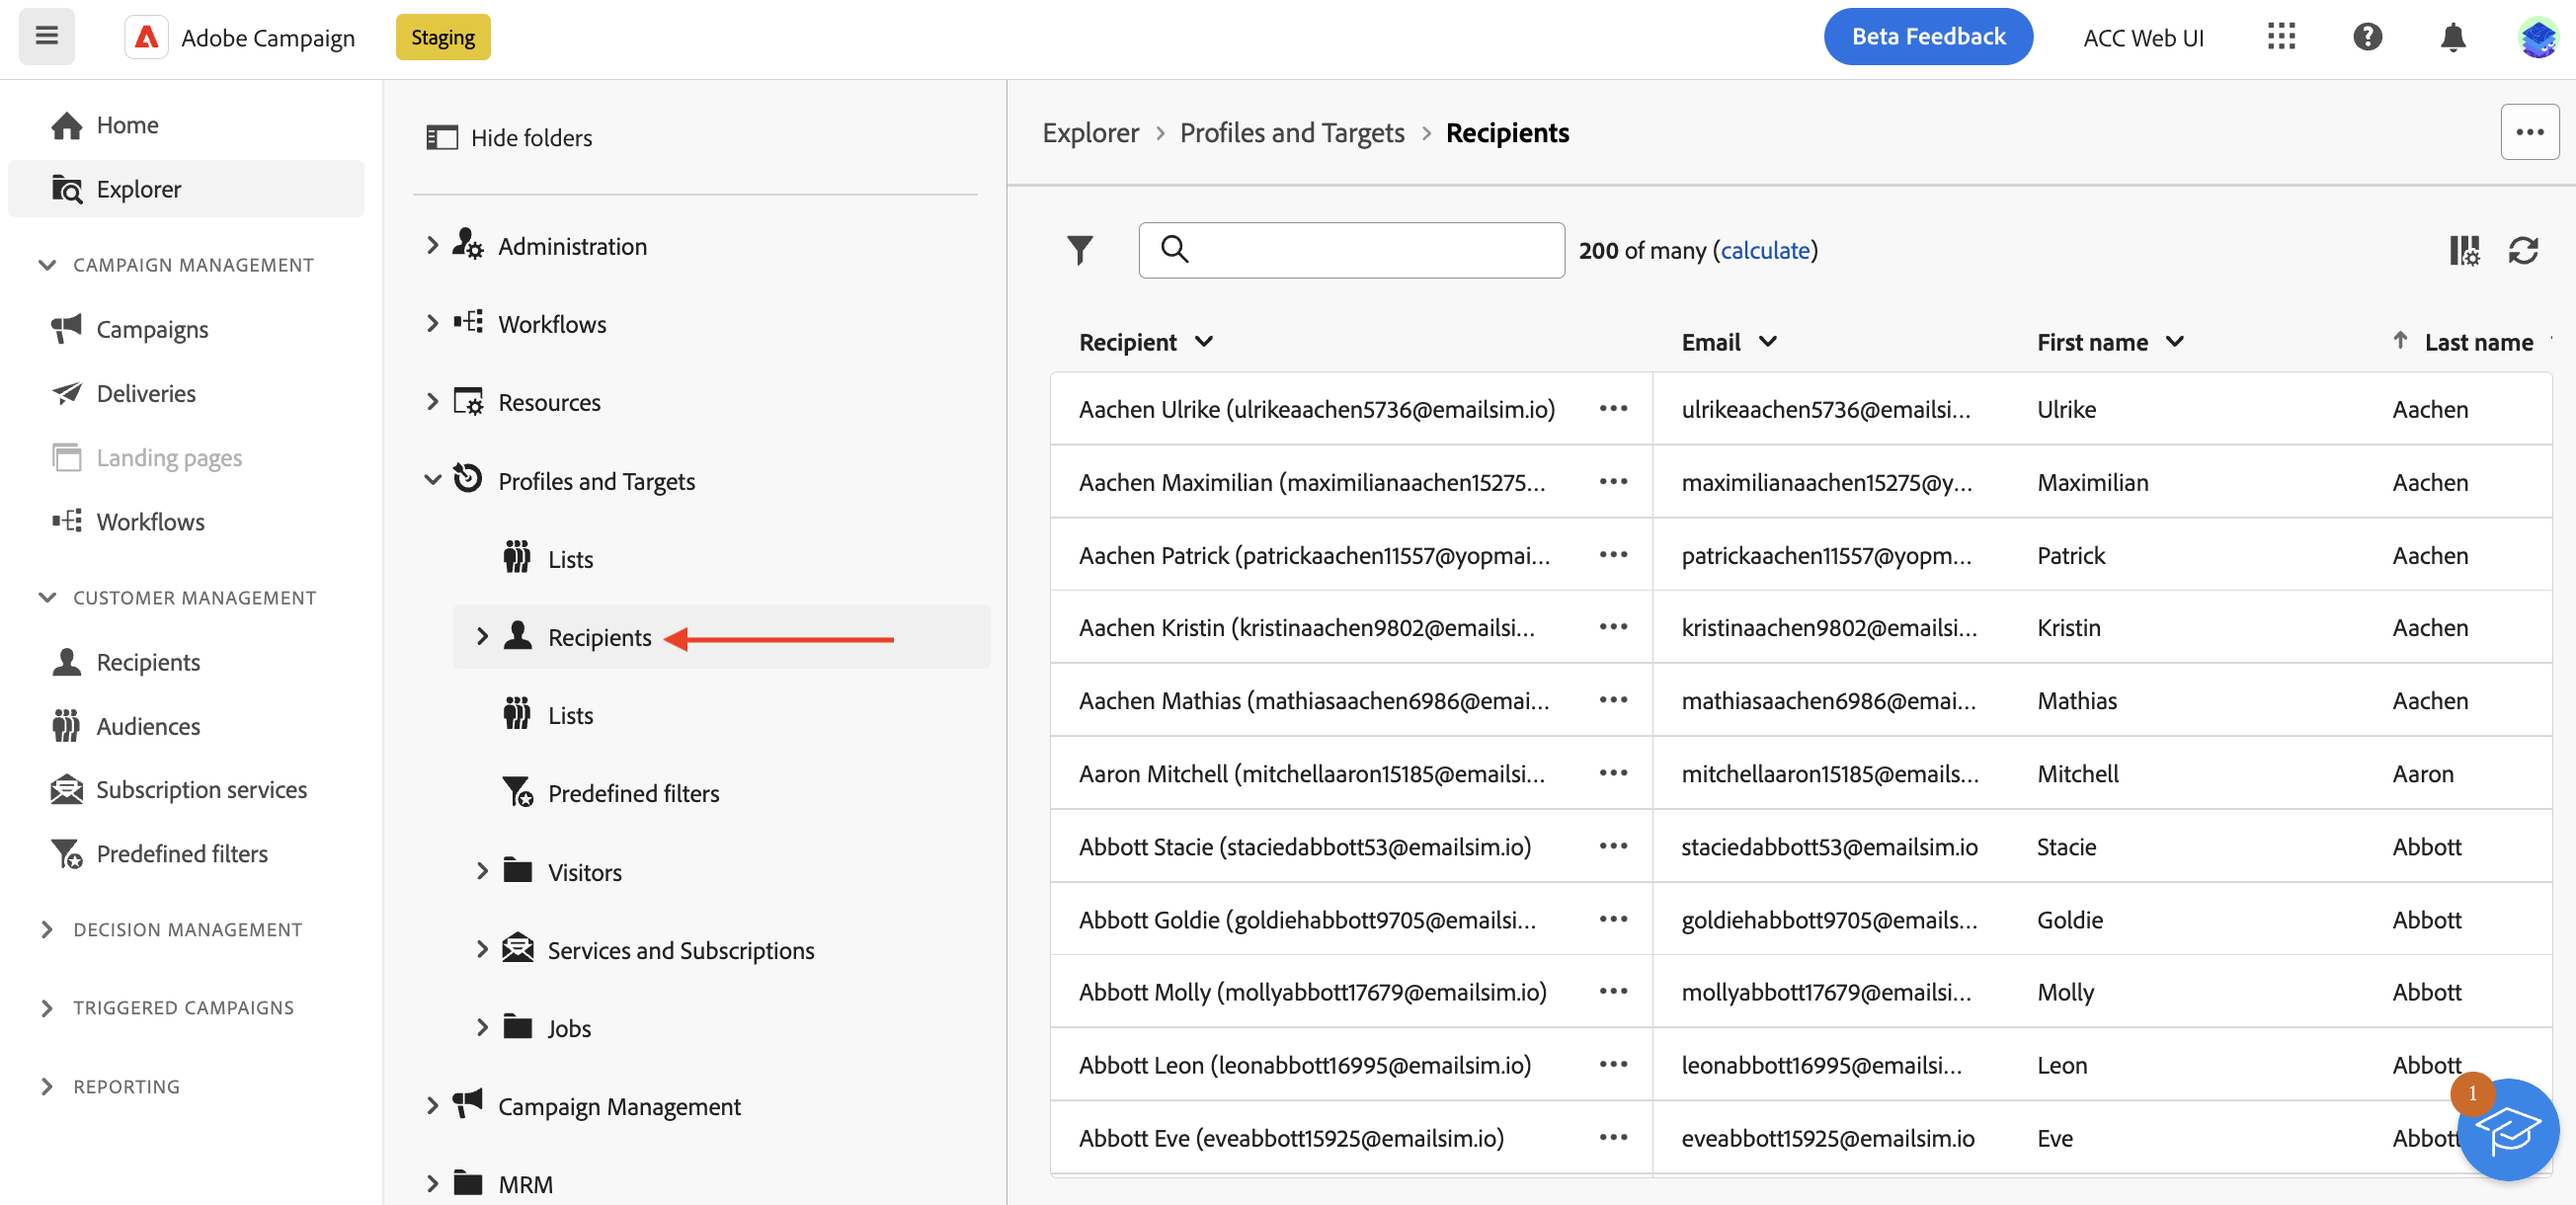 Adobe Campaign
Staging
Beta Feedback
ACC Web UI
Home
Explorer
CAMPAIGN MANAGEMENT
Campaigns
Deliveries
Landing pages
Workflows
CUSTOMER MANAGEMENT
Recipients
Audiences
Subscription services
Predefined filters
DECISION MANAGEMENT
TRIGGERED CAMPAIGNS
REPORTING
Hide folders
Administration
Workflows
Resources
Profiles and Targets
Lists
Recipients
Lists
Predefined filters
Visitors
Services and Subscriptions
Jobs
Campaign Management
MRM
Explorer > Profiles and Targets > Recipients
200 of many (calculate)
Recipient Email First name Last name
Aachen Ulrike (ulrikeaachen5736@emailsim.io) ulrikeaachen5736@emailsi... Ulrike Aachen
Aachen Maximilian (maximilianaachen15275... maximilianaachen15275@y... Maximilian Aachen
Aachen Patrick (patrickaachen11557@yopmai... patrickaachen11557@yopm... Patrick Aachen
Aachen Kristin (kristinaachen9802@emailsi... kristinaachen9802@emailsi... Kristin Aachen
Aachen Mathias (mathiasaachen6986@emai... mathiasaachen6986@emai... Mathias Aachen
Aaron Mitchell (mitchellaaron15185@emailsi... mitchellaaron15185@emails... Mitchell Aaron
Abbott Stacie (staciedabbott53@emailsim.io) staciedabbott53@emailsim.io Stacie Abbott
Abbott Goldie (goldiehabbott9705@emailsi... goldiehabbott9705@emails... Goldie Abbott
Abbott Molly (mollyabbott17679@emailsim.io) mollyabbott17679@emailsi... Molly Abbott
Abbott Leon (leonabbott16995@emailsim.io) leonabbott16995@emailsi... Leon Abbott
Abbott Eve (eveabbott15925@emailsim.io) eveabbott15925@emailsim.io Eve Abbott
1